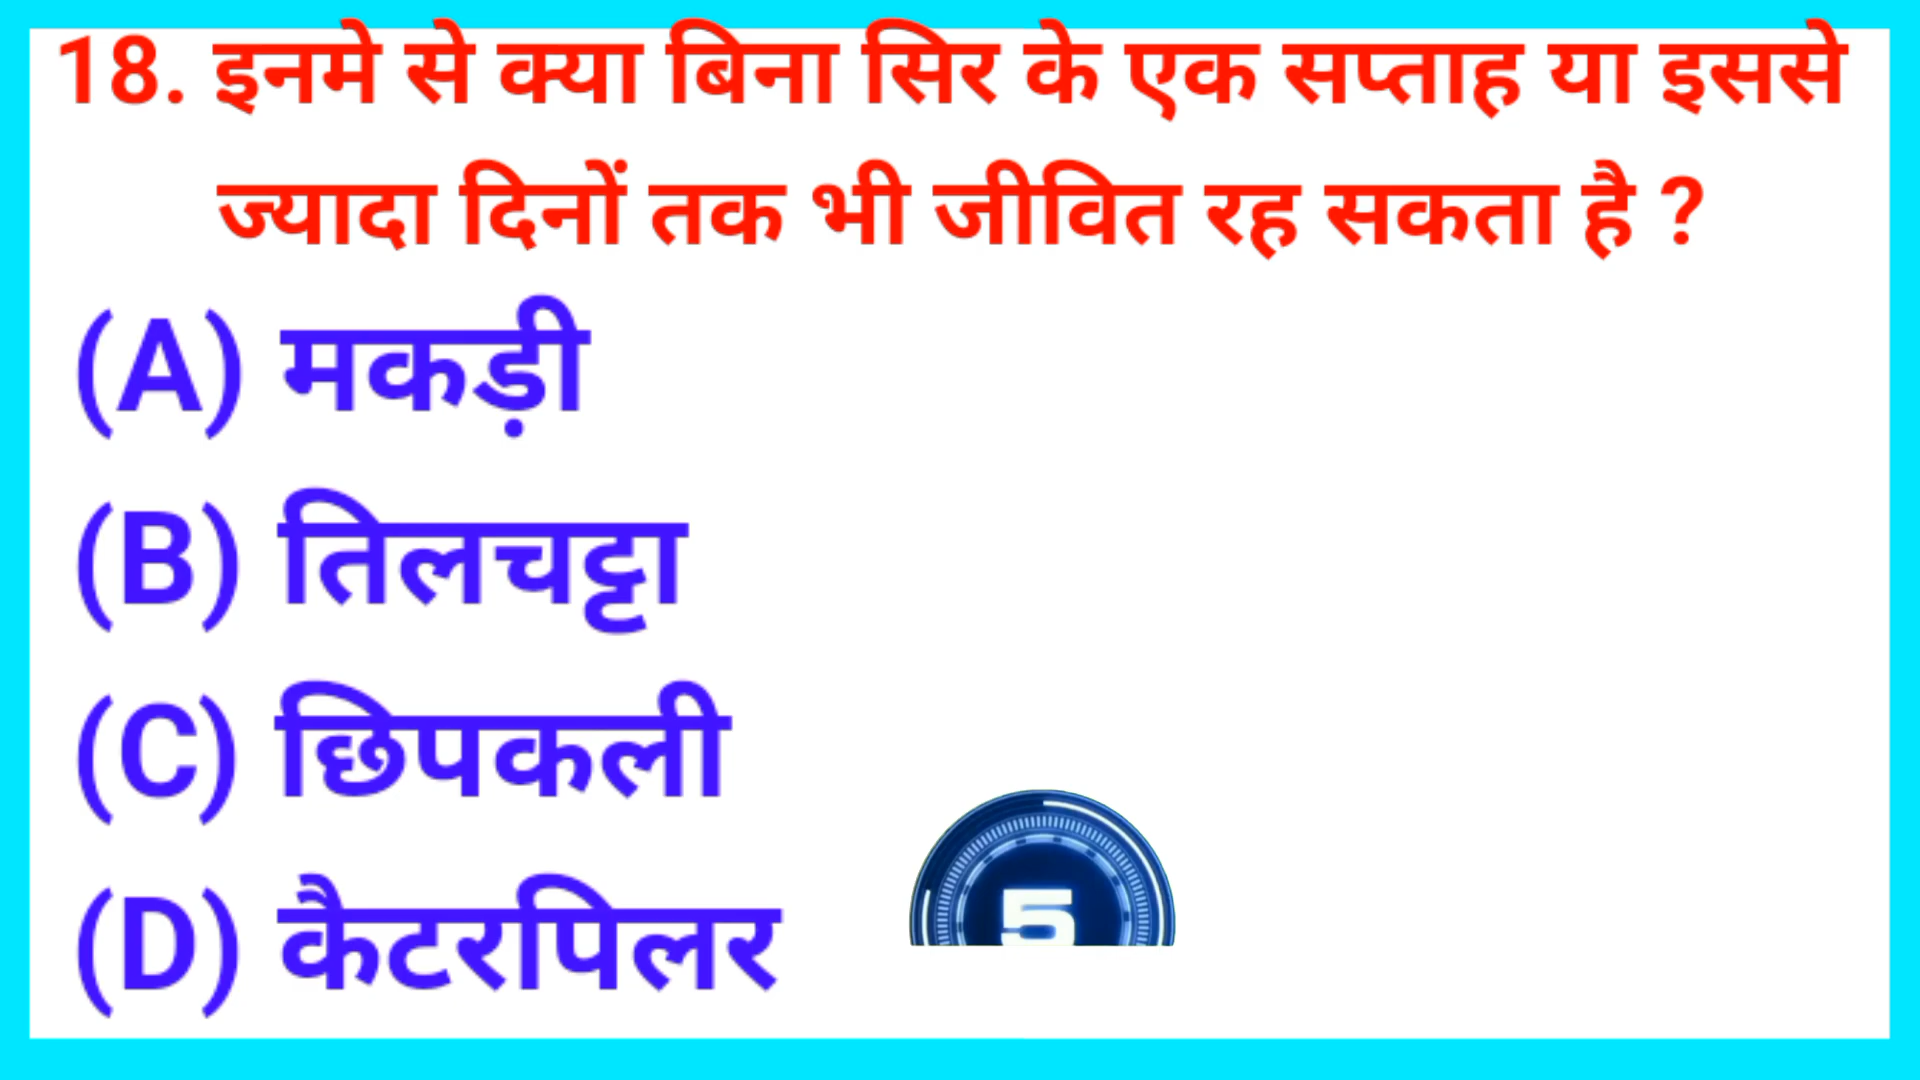 18. इनमे से क्या बिना सिर के एक सप्ताह या इससे
ज्यादा दिनों तक भी जीवित रह सकता है ?
(A) मकड़ी
(B) तिलचट्टा
(C) छिपकली
(D) कैटरपिलर
5